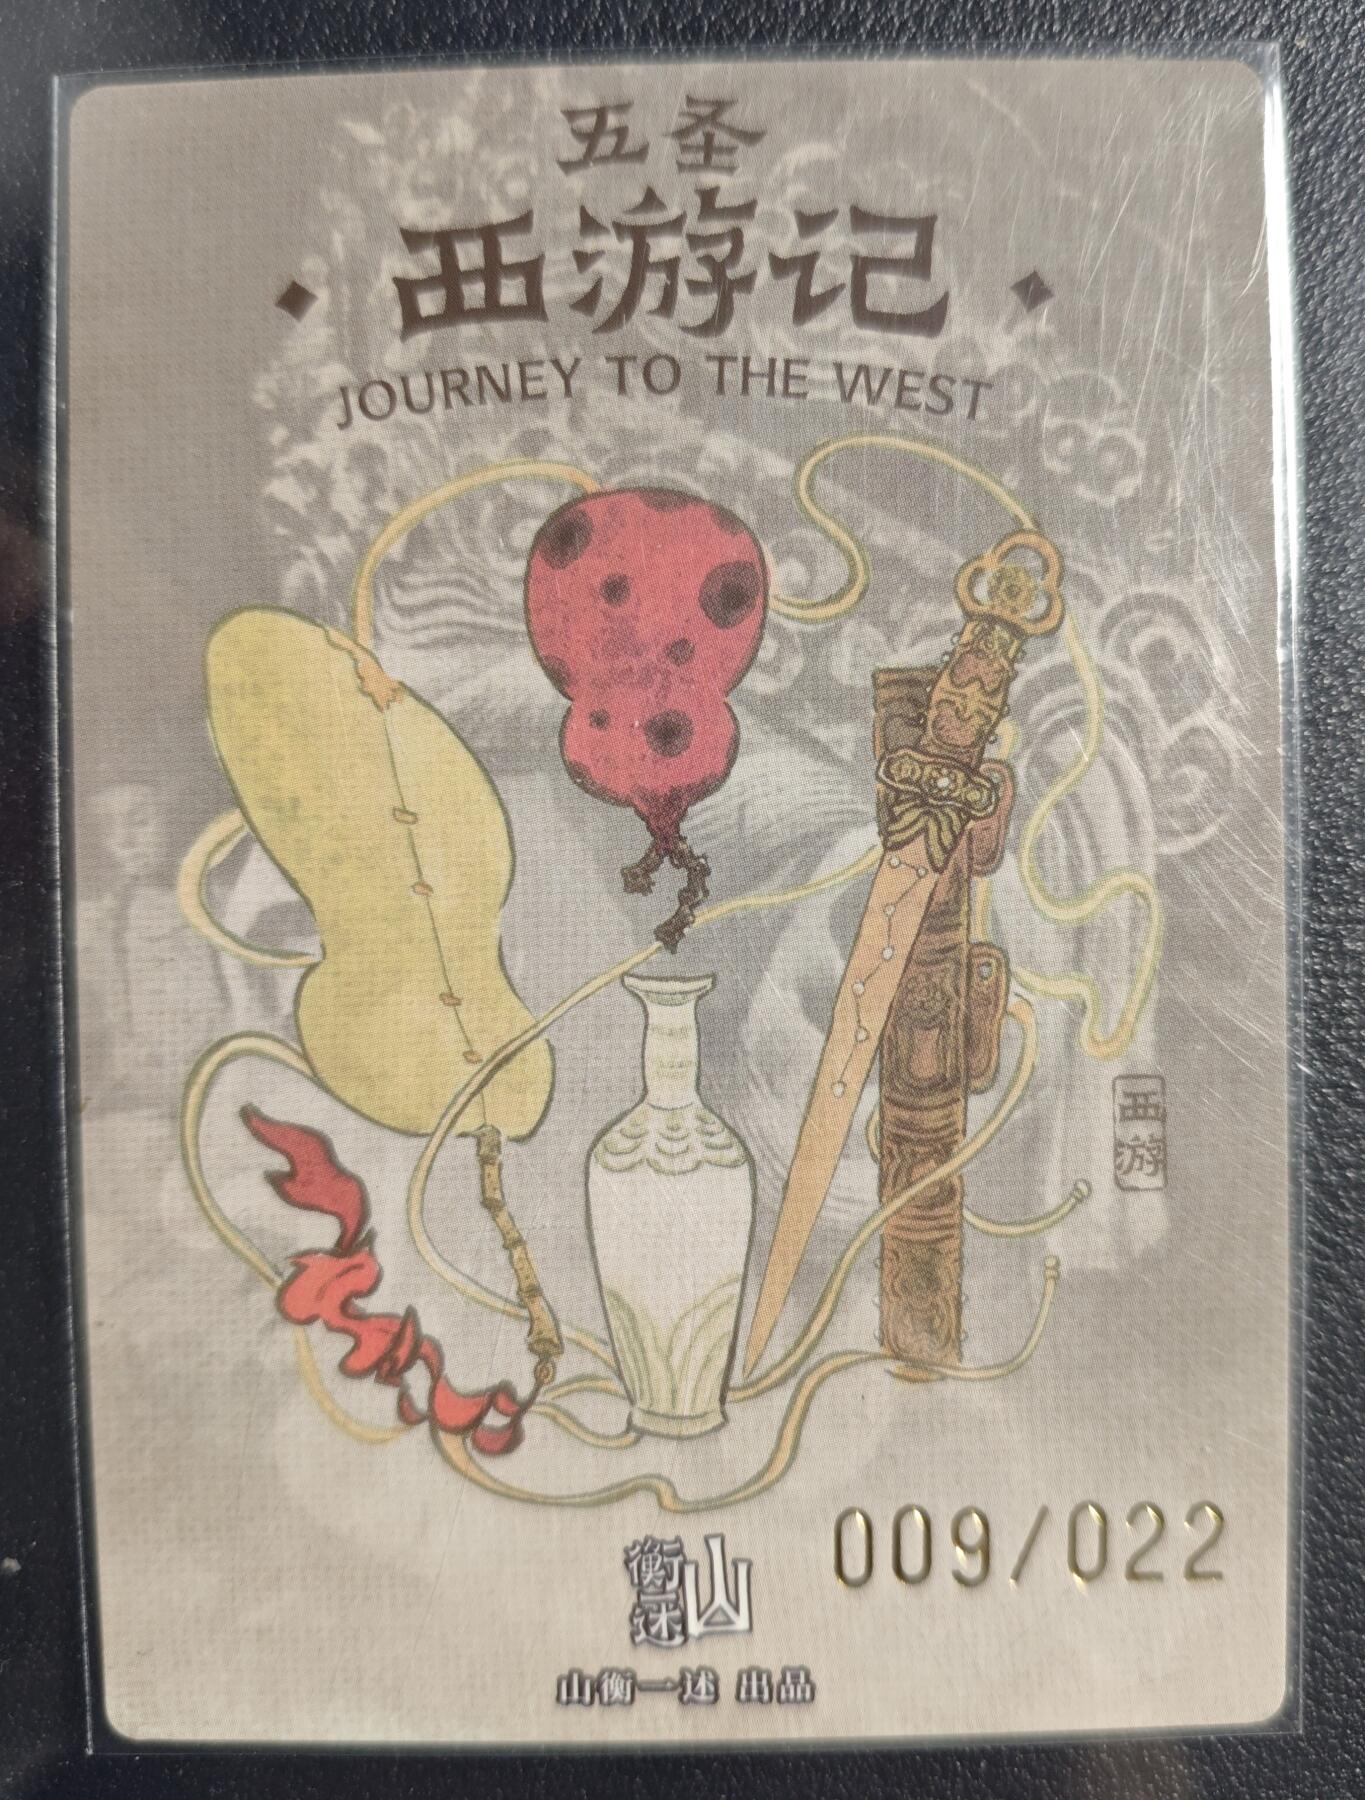 五圣
西游记
JOURNEY TO THE WEST
西游
009/022
山衡一述
山衡一述 出品